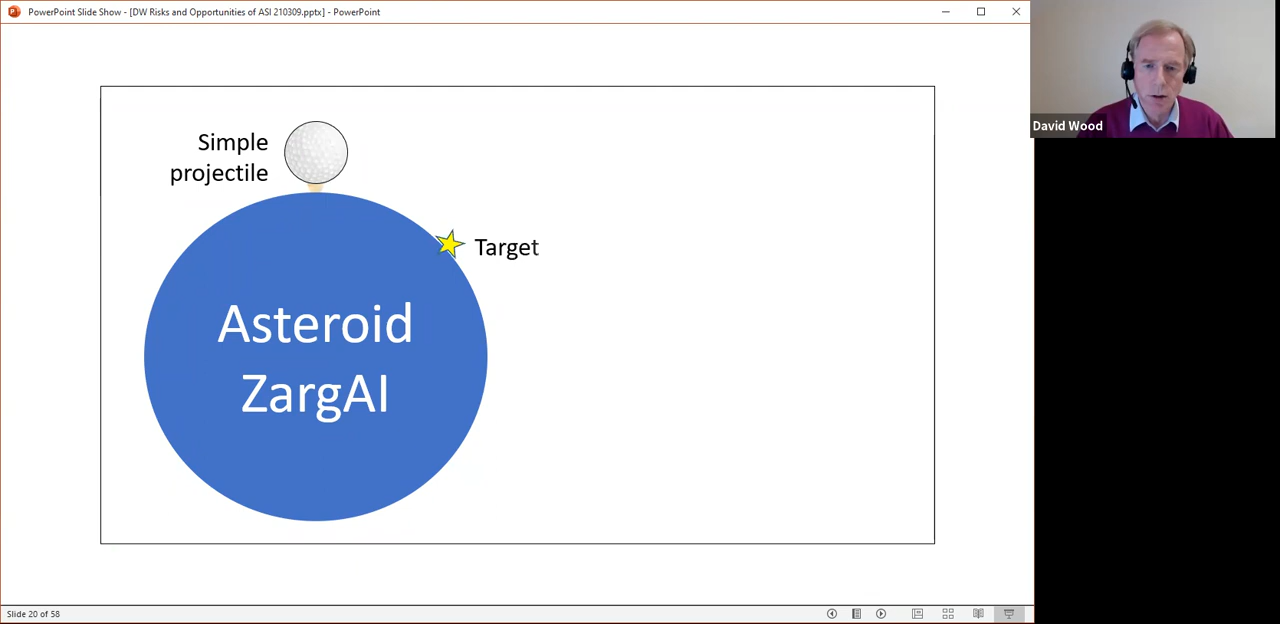 PowerPoint Slide Show - [DW Risks and Opportunities of ASI 210309.pptx] - PowerPoint
Simple
projectile
Target
Asteroid
ZargAI
David Wood
Slide 20 of 58